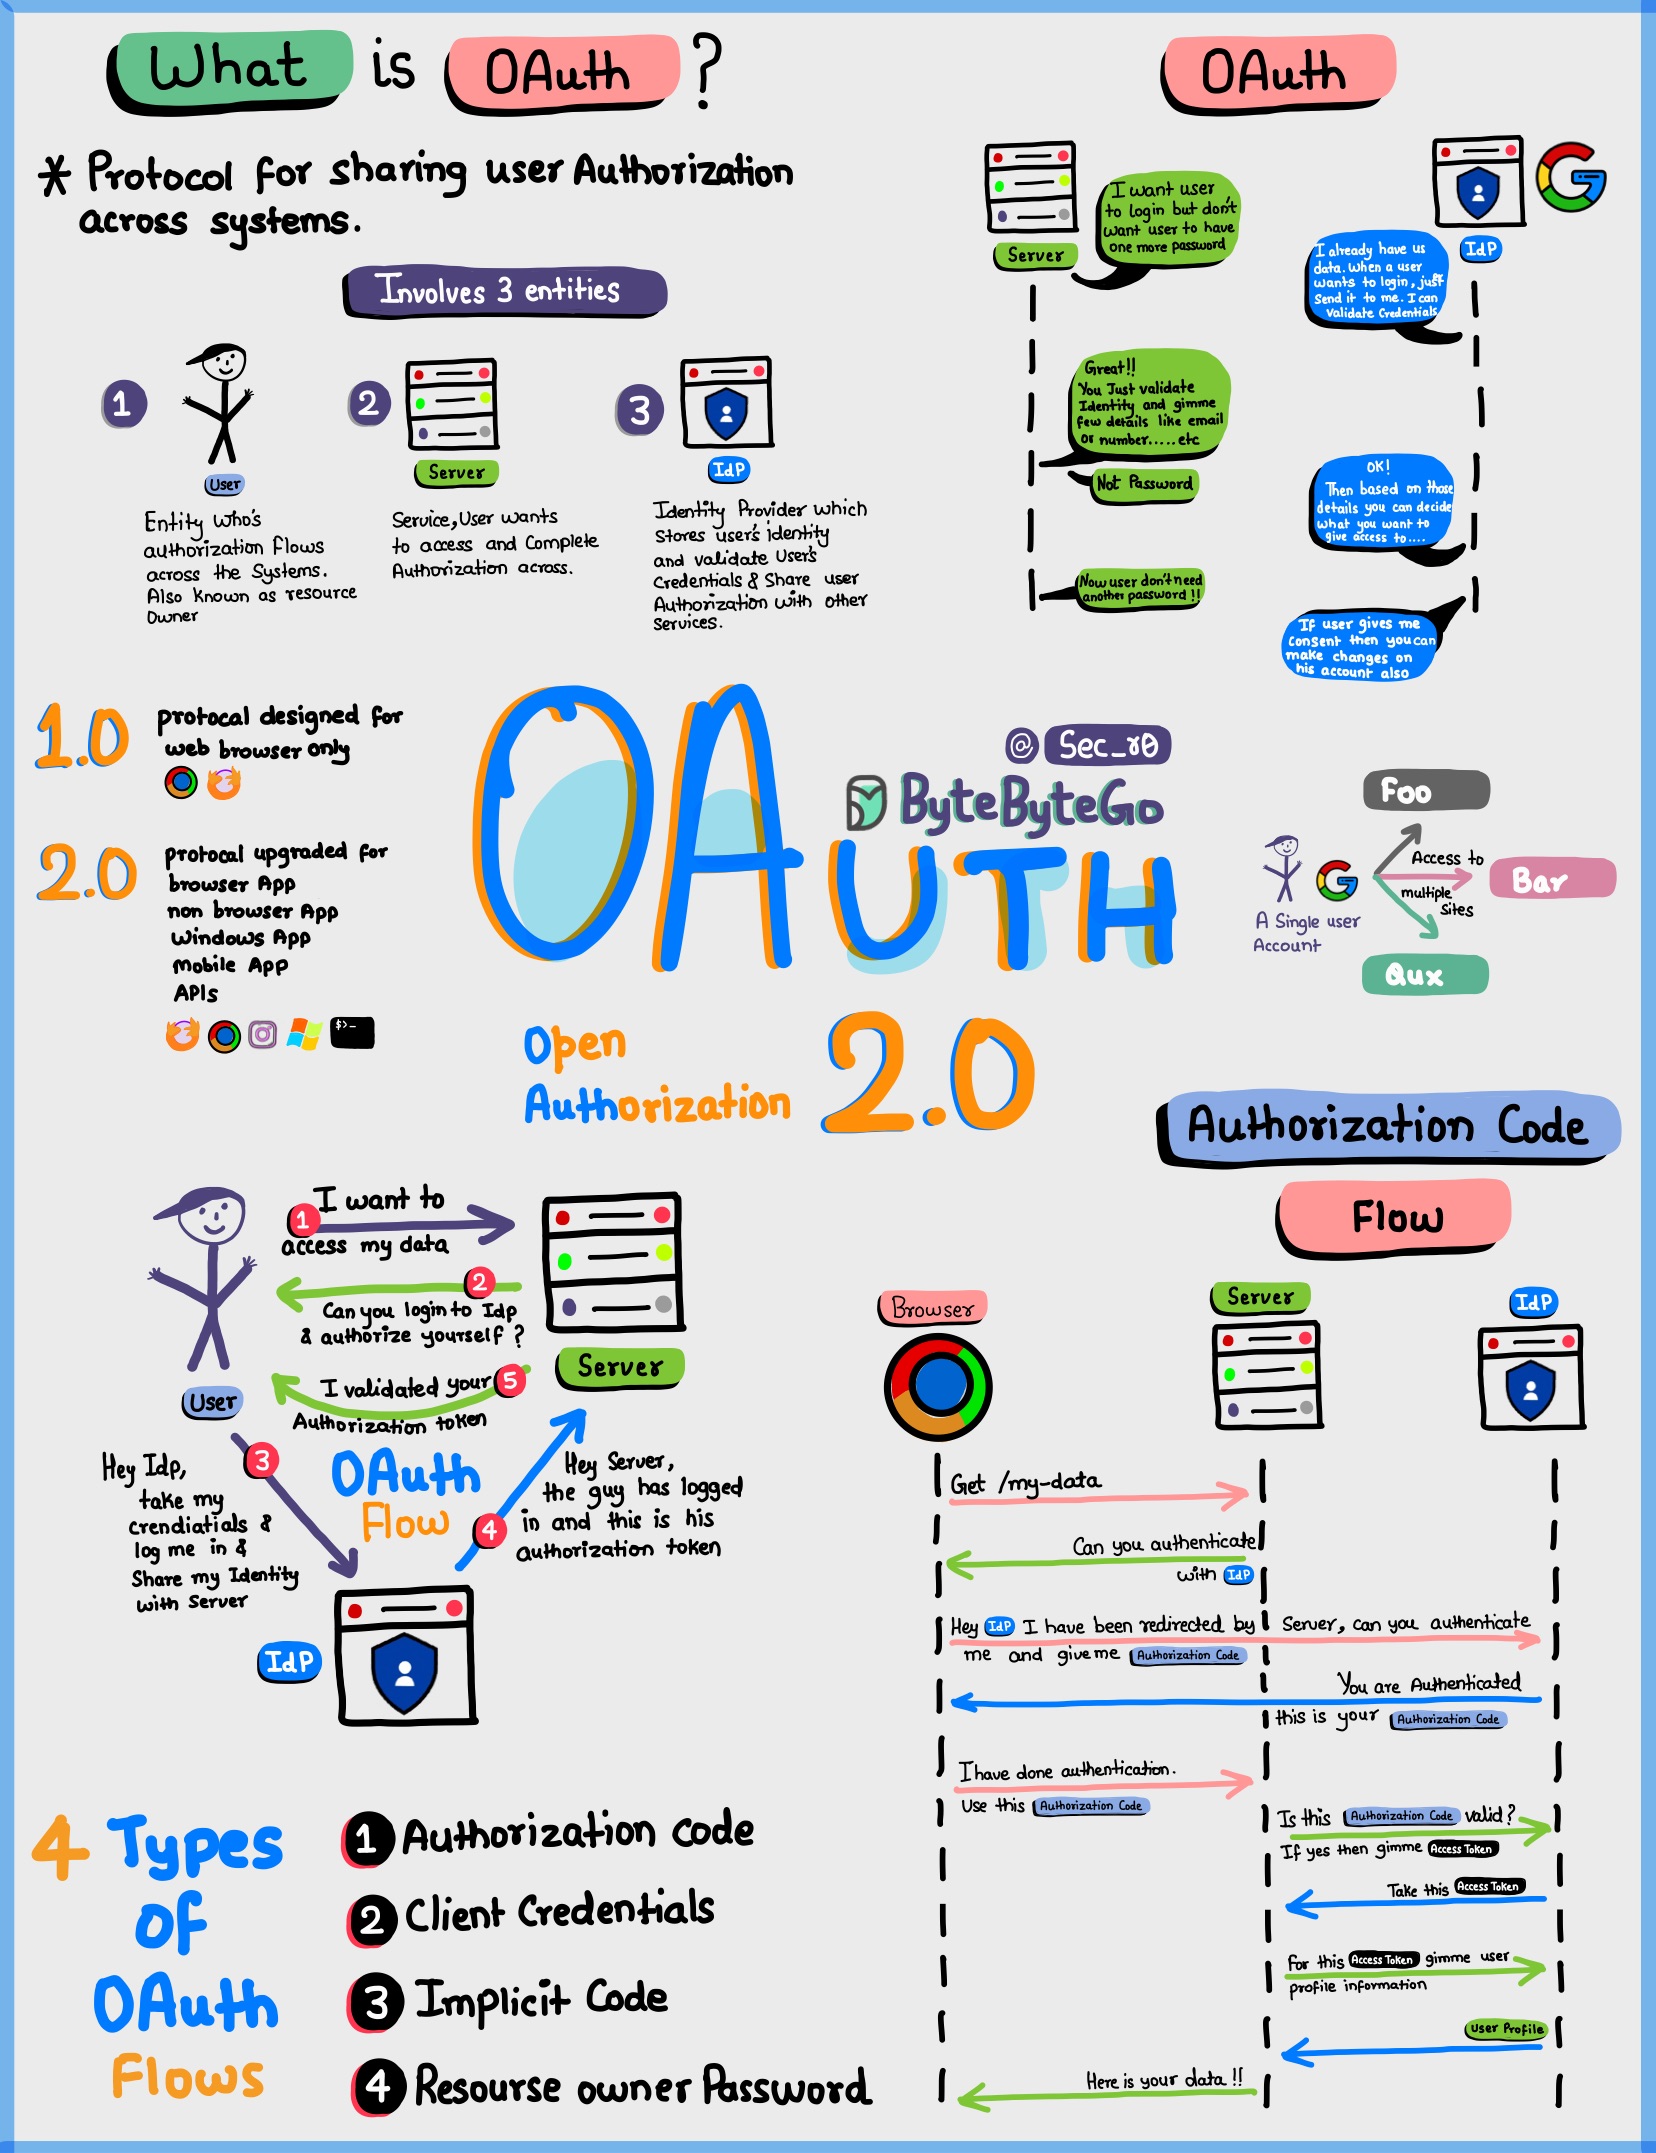 What is OAuth ?
* Protocol for sharing user Authorization
across systems.
Involves 3 entities
1
User
Entity who's
authorization flows
across the Systems.
Also known as resource
Owner
2
Server
Service, User wants
to access and Complete
Authorization across.
3
IdP
Identity Provider which
Stores user's identity
and validate User's
Credentials & Share user
Authorization with other
Services.
OAuth
Server
I want user
to login but don't
want user to have
one more password
IdP
I already have us
data. When a user
wants to login, just
Send it to me. I can
validate Credentials
Great!!
You Just validate
Identity and gimme
few details like email
or number.....etc
Not Password
OK!
Then based on those
details you can decide
what you want to
give access to....
Now user don't need
another password !!
If user gives me
Consent then you can
make changes on
his account also
1.0
protocal designed for
web browser only
2.0
protocal upgraded for
browser App
non browser App
Windows App
Mobile App
APIs
$>-
OAUTH
@ Sec_r0
ByteByteGo
Open
Authorization
2.0
A Single user
Account
Access to
multiple
Sites
Foo
Bar
Qux
User
1
I want to
access my data
2
Can you login to Idp
& authorize yourself ?
Server
5
I validated your
Authorization token
3
Hey Idp,
take my
crendiatials &
log me in &
Share my Identity
with Server
OAuth
Flow
4
Hey Server,
the guy has logged
in and this is his
authorization token
IdP
4 Types
of
OAuth
Flows
1 Authorization code
2 Client Credentials
3 Implicit Code
4 Resourse owner Password
Authorization Code
Flow
Browser
Server
IdP
Get /my-data
Can you authenticate
with IdP
Hey IdP I have been redirected by Server, can you authenticate
me and give me Authorization Code
You are Authenticated
this is your Authorization Code
I have done authentication.
Use this Authorization Code
Is this Authorization Code valid?
If yes then gimme Access Token
Take this Access Token
For this Access Token gimme user
profile information
User Profile
Here is your data !!